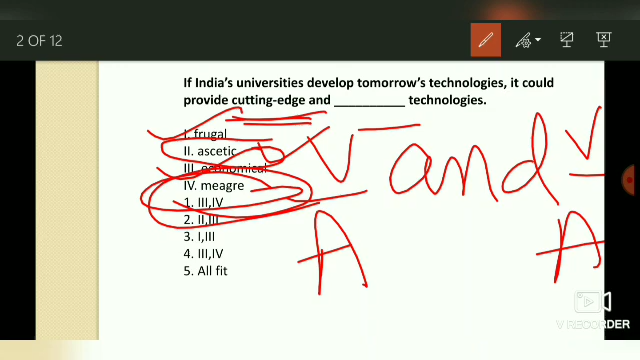 2 OF 12
If India's universities develop tomorrow's technologies, it could
provide cutting-edge and __________ technologies.
I. frugal
II. ascetic
III. economical
IV. meagre
1. III,IV
2. II,III
3. I,III
4. III,IV
5. All fit
V and V
A A
V RECORDER